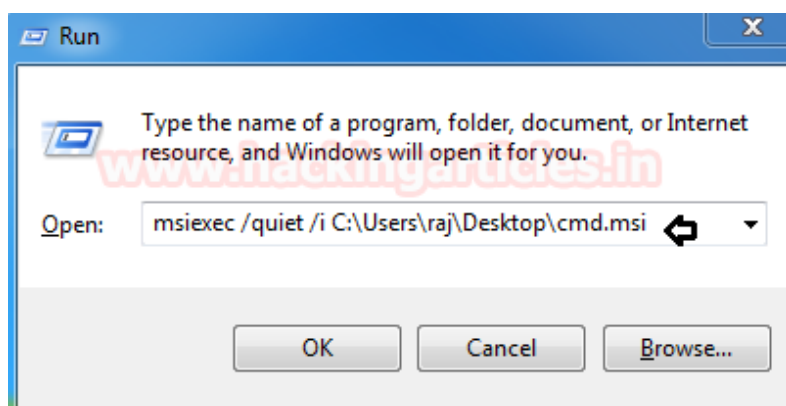 Run
X
Type the name of a program, folder, document, or Internet
resource, and Windows will open it for you.
www.hackingarticles.in
Open: msiexec /quiet /i C:\Users\raj\Desktop\cmd.msi
OK Cancel Browse...